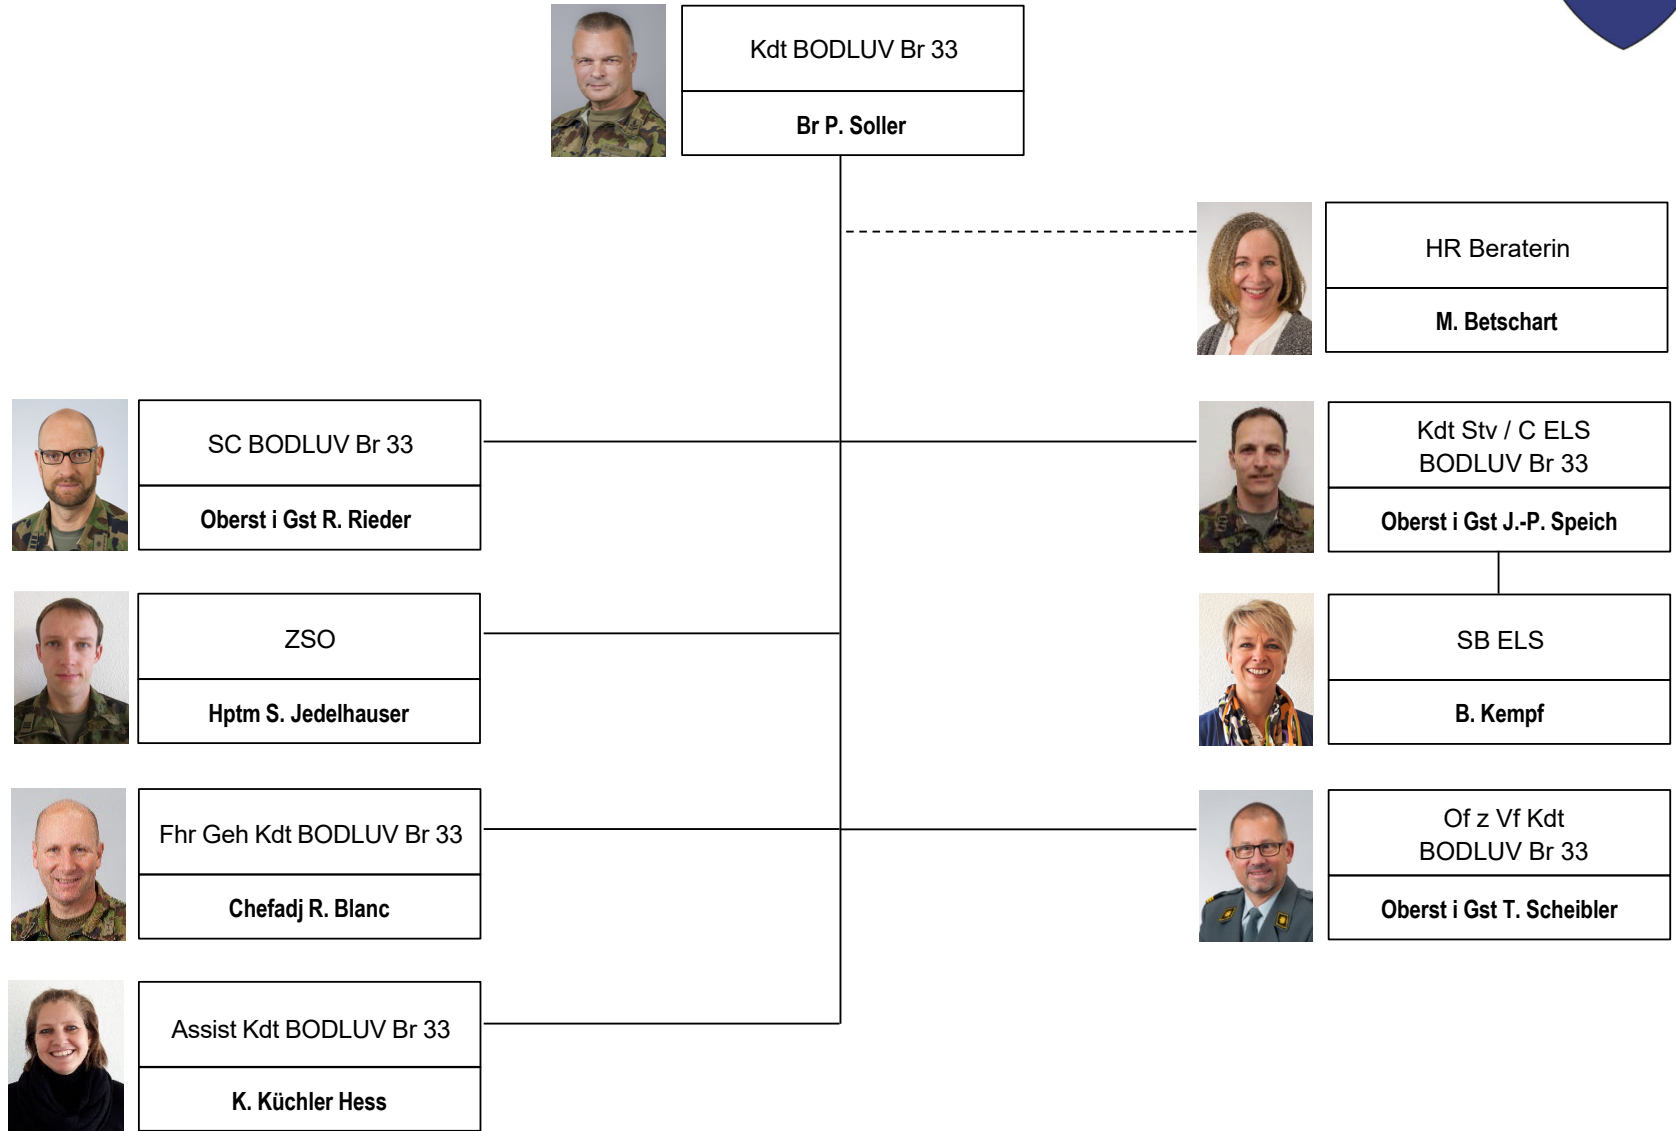 Kdt BODLUV Br 33
Br P. Soller
HR Beraterin
M. Betschart
SC BODLUV Br 33
Oberst i Gst R. Rieder
Kdt Stv / C ELS
BODLUV Br 33
Oberst i Gst J.-P. Speich
ZSO
Hptm S. Jedelhauser
SB ELS
B. Kempf
Fhr Geh Kdt BODLUV Br 33
Chefadj R. Blanc
Of z Vf Kdt
BODLUV Br 33
Oberst i Gst T. Scheibler
Assist Kdt BODLUV Br 33
K. Küchler Hess